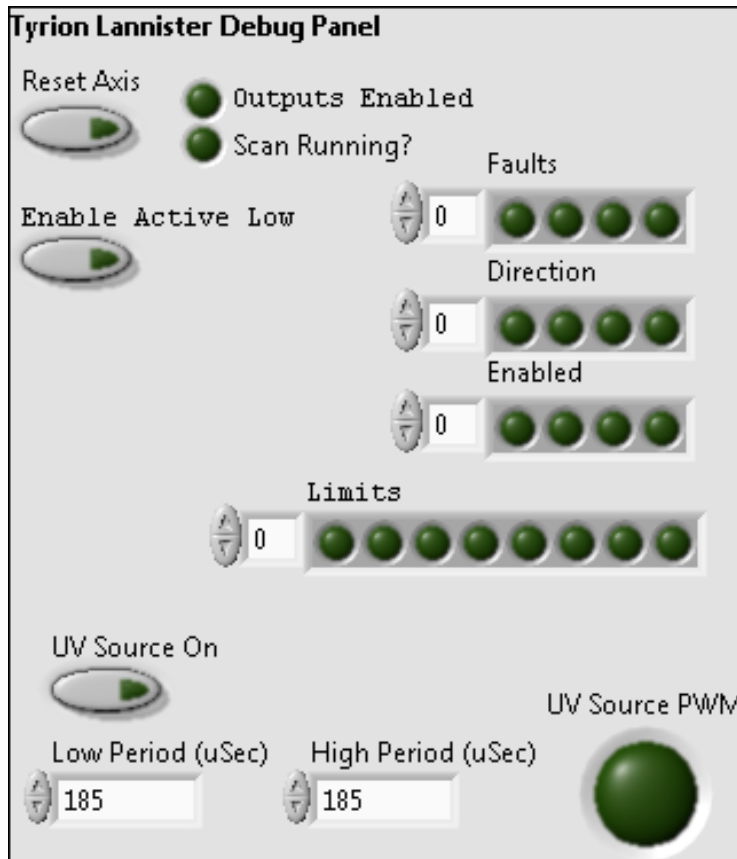 Tyrion Lannister Debug Panel
Reset Axis
Outputs Enabled
Scan Running?
Faults
0
Enable Active Low
Direction
0
Enabled
0
Limits
0
UV Source On
UV Source PWM
Low Period (uSec)
High Period (uSec)
185
185